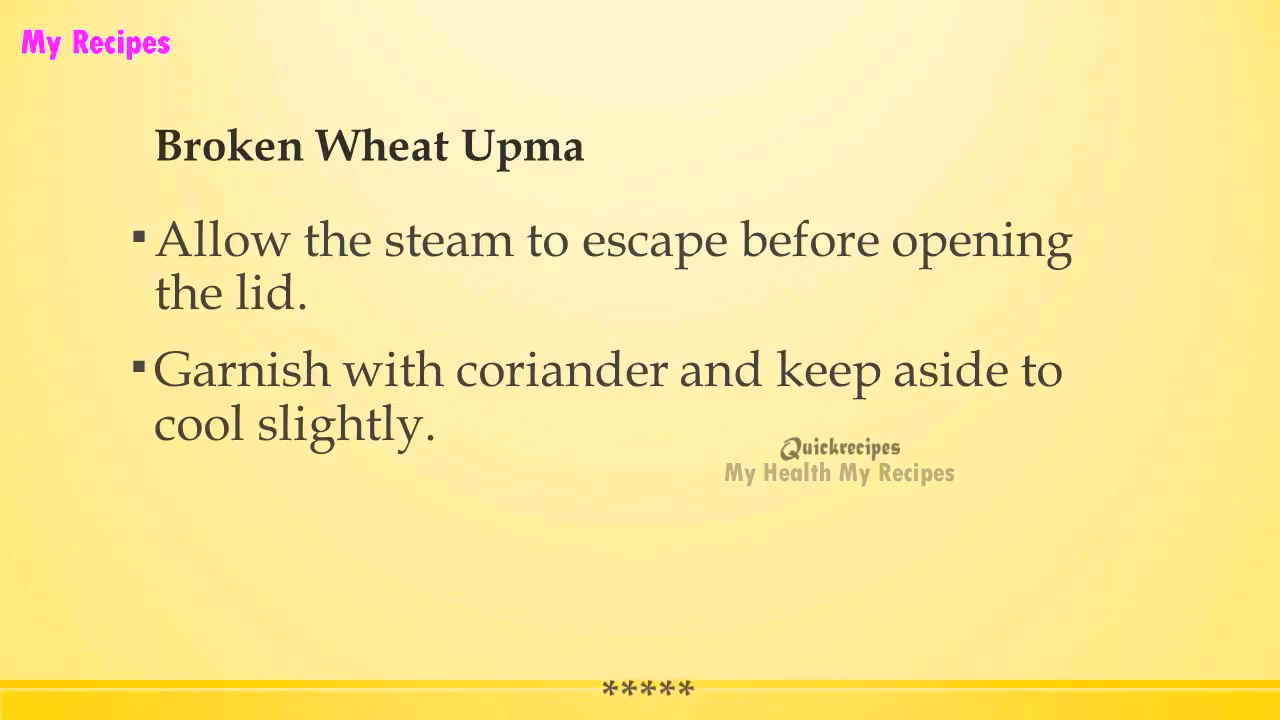 My Recipes
Broken Wheat Upma
▪Allow the steam to escape before opening
the lid.
▪Garnish with coriander and keep aside to
cool slightly.
Quickrecipes
My Health My Recipes
*****